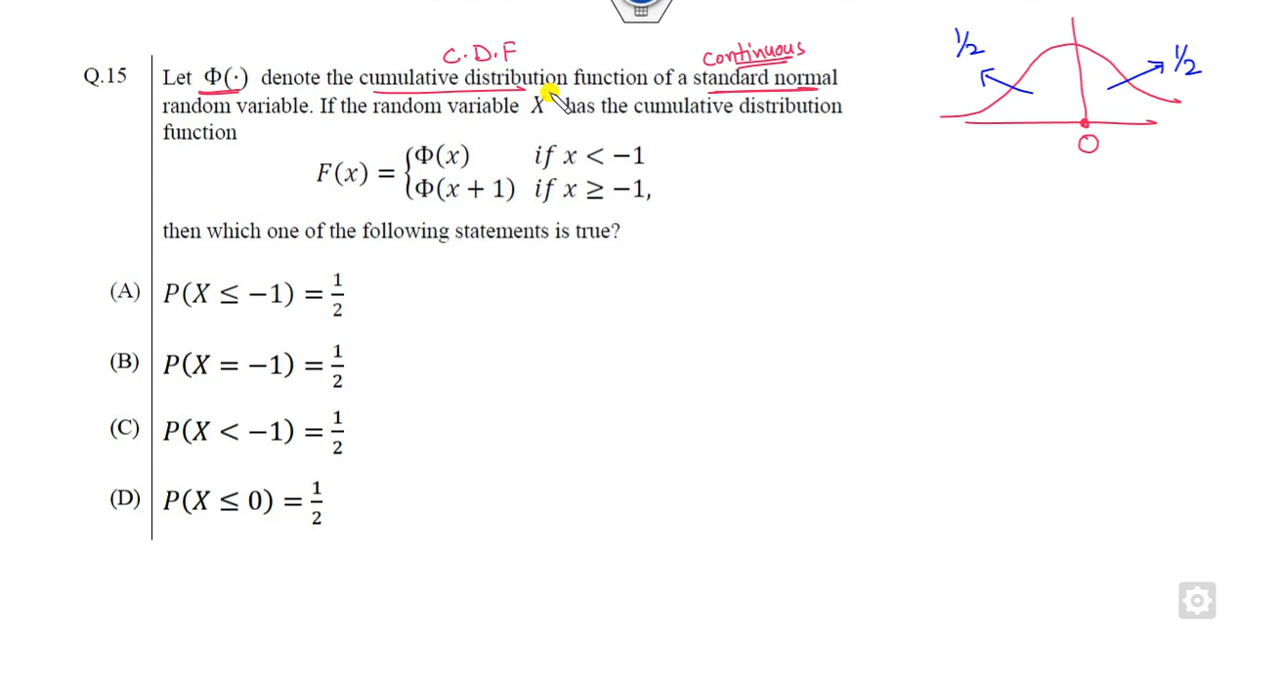 C.D.F
continuous
½
½
Q.15 Let Φ(·) denote the cumulative distribution function of a standard normal
random variable. If the random variable X has the cumulative distribution
function
F(x) = {Φ(x) if x < −1
{Φ(x + 1) if x ≥ −1,
0
then which one of the following statements is true?
(A) P(X ≤ −1) = 1/2
(B) P(X = −1) = 1/2
(C) P(X < −1) = 1/2
(D) P(X ≤ 0) = 1/2